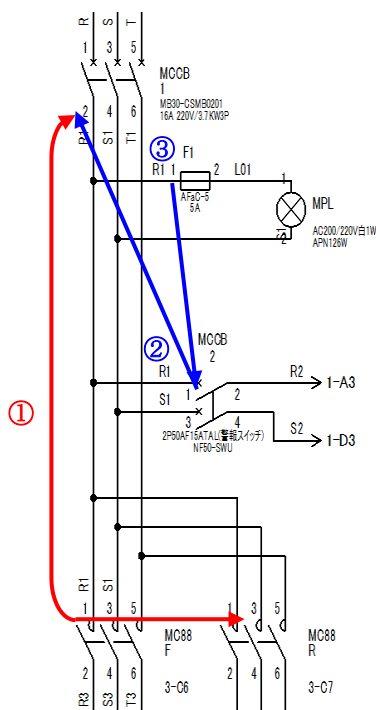 R S T
1 3 5
MCCB
1
MB30-CSMB0201
16A 220V/3.7KW3P
2 4 6
R1 S1 T1
③ F1
R1 1 2 L01 1
AFaC-5
5A
MPL
AC200/220V白1W
APN126W
S1 2
MCCB
2
②
R1 R2
1 2 1-A3
S1
3 4 S2
2P50AF15ATAL(警報スイッチ)
NF50-SWU
1-D3
①
R1 S1
1 3 5 1 3 5
MC88
F
MC88
R
2 4 6 2 4 6
3-C6 3-C7
R3 S3 T3